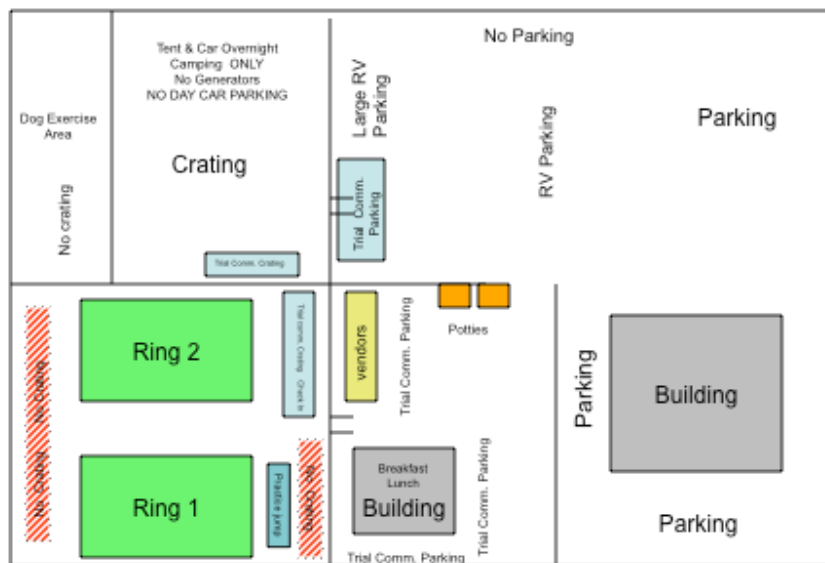 No Parking
Tent & Car Overnight
Camping ONLY
No Generators
NO DAY CAR PARKING
Large RV
Parking
Dog Exercise
Area
Parking
RV Parking
Crating
No crating
Trial Comm.
Parking
Trial Comm. Crating
Ring 2
Trial comm. Crating Check In
vendors
Trial Comm. Parking
Potties
Parking
Building
No Crating
No Crating
Ring 1
Practice jump
No Crating
Breakfast
Lunch
Building
Trial Comm. Parking
Parking
Trial Comm. Parking